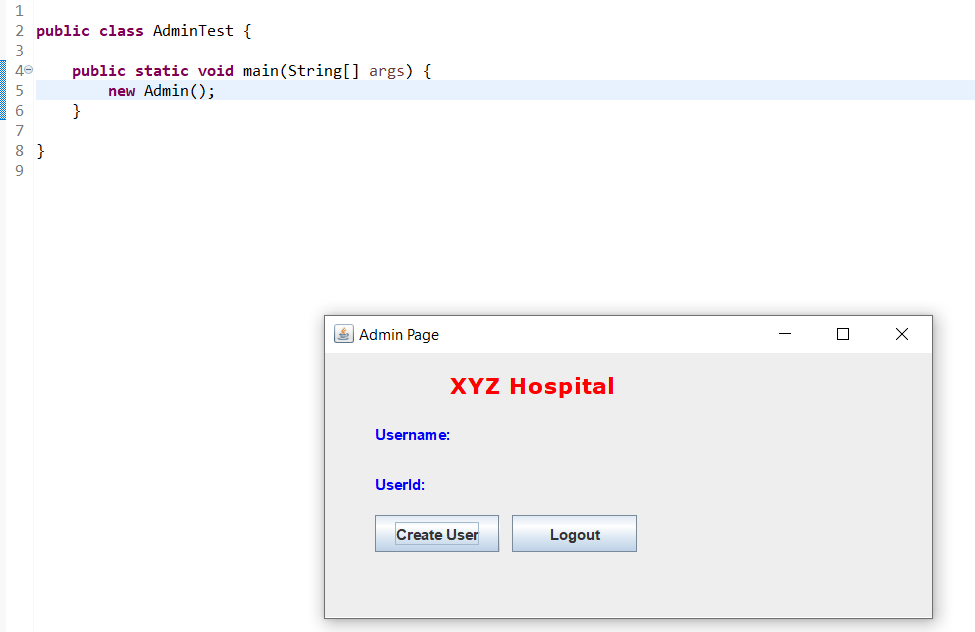 1
2 public class AdminTest {
3
4 public static void main(String[] args) {
5 new Admin();
6 }
7
8 }
9
Admin Page
XYZ Hospital
Username:
UserId:
Create User Logout